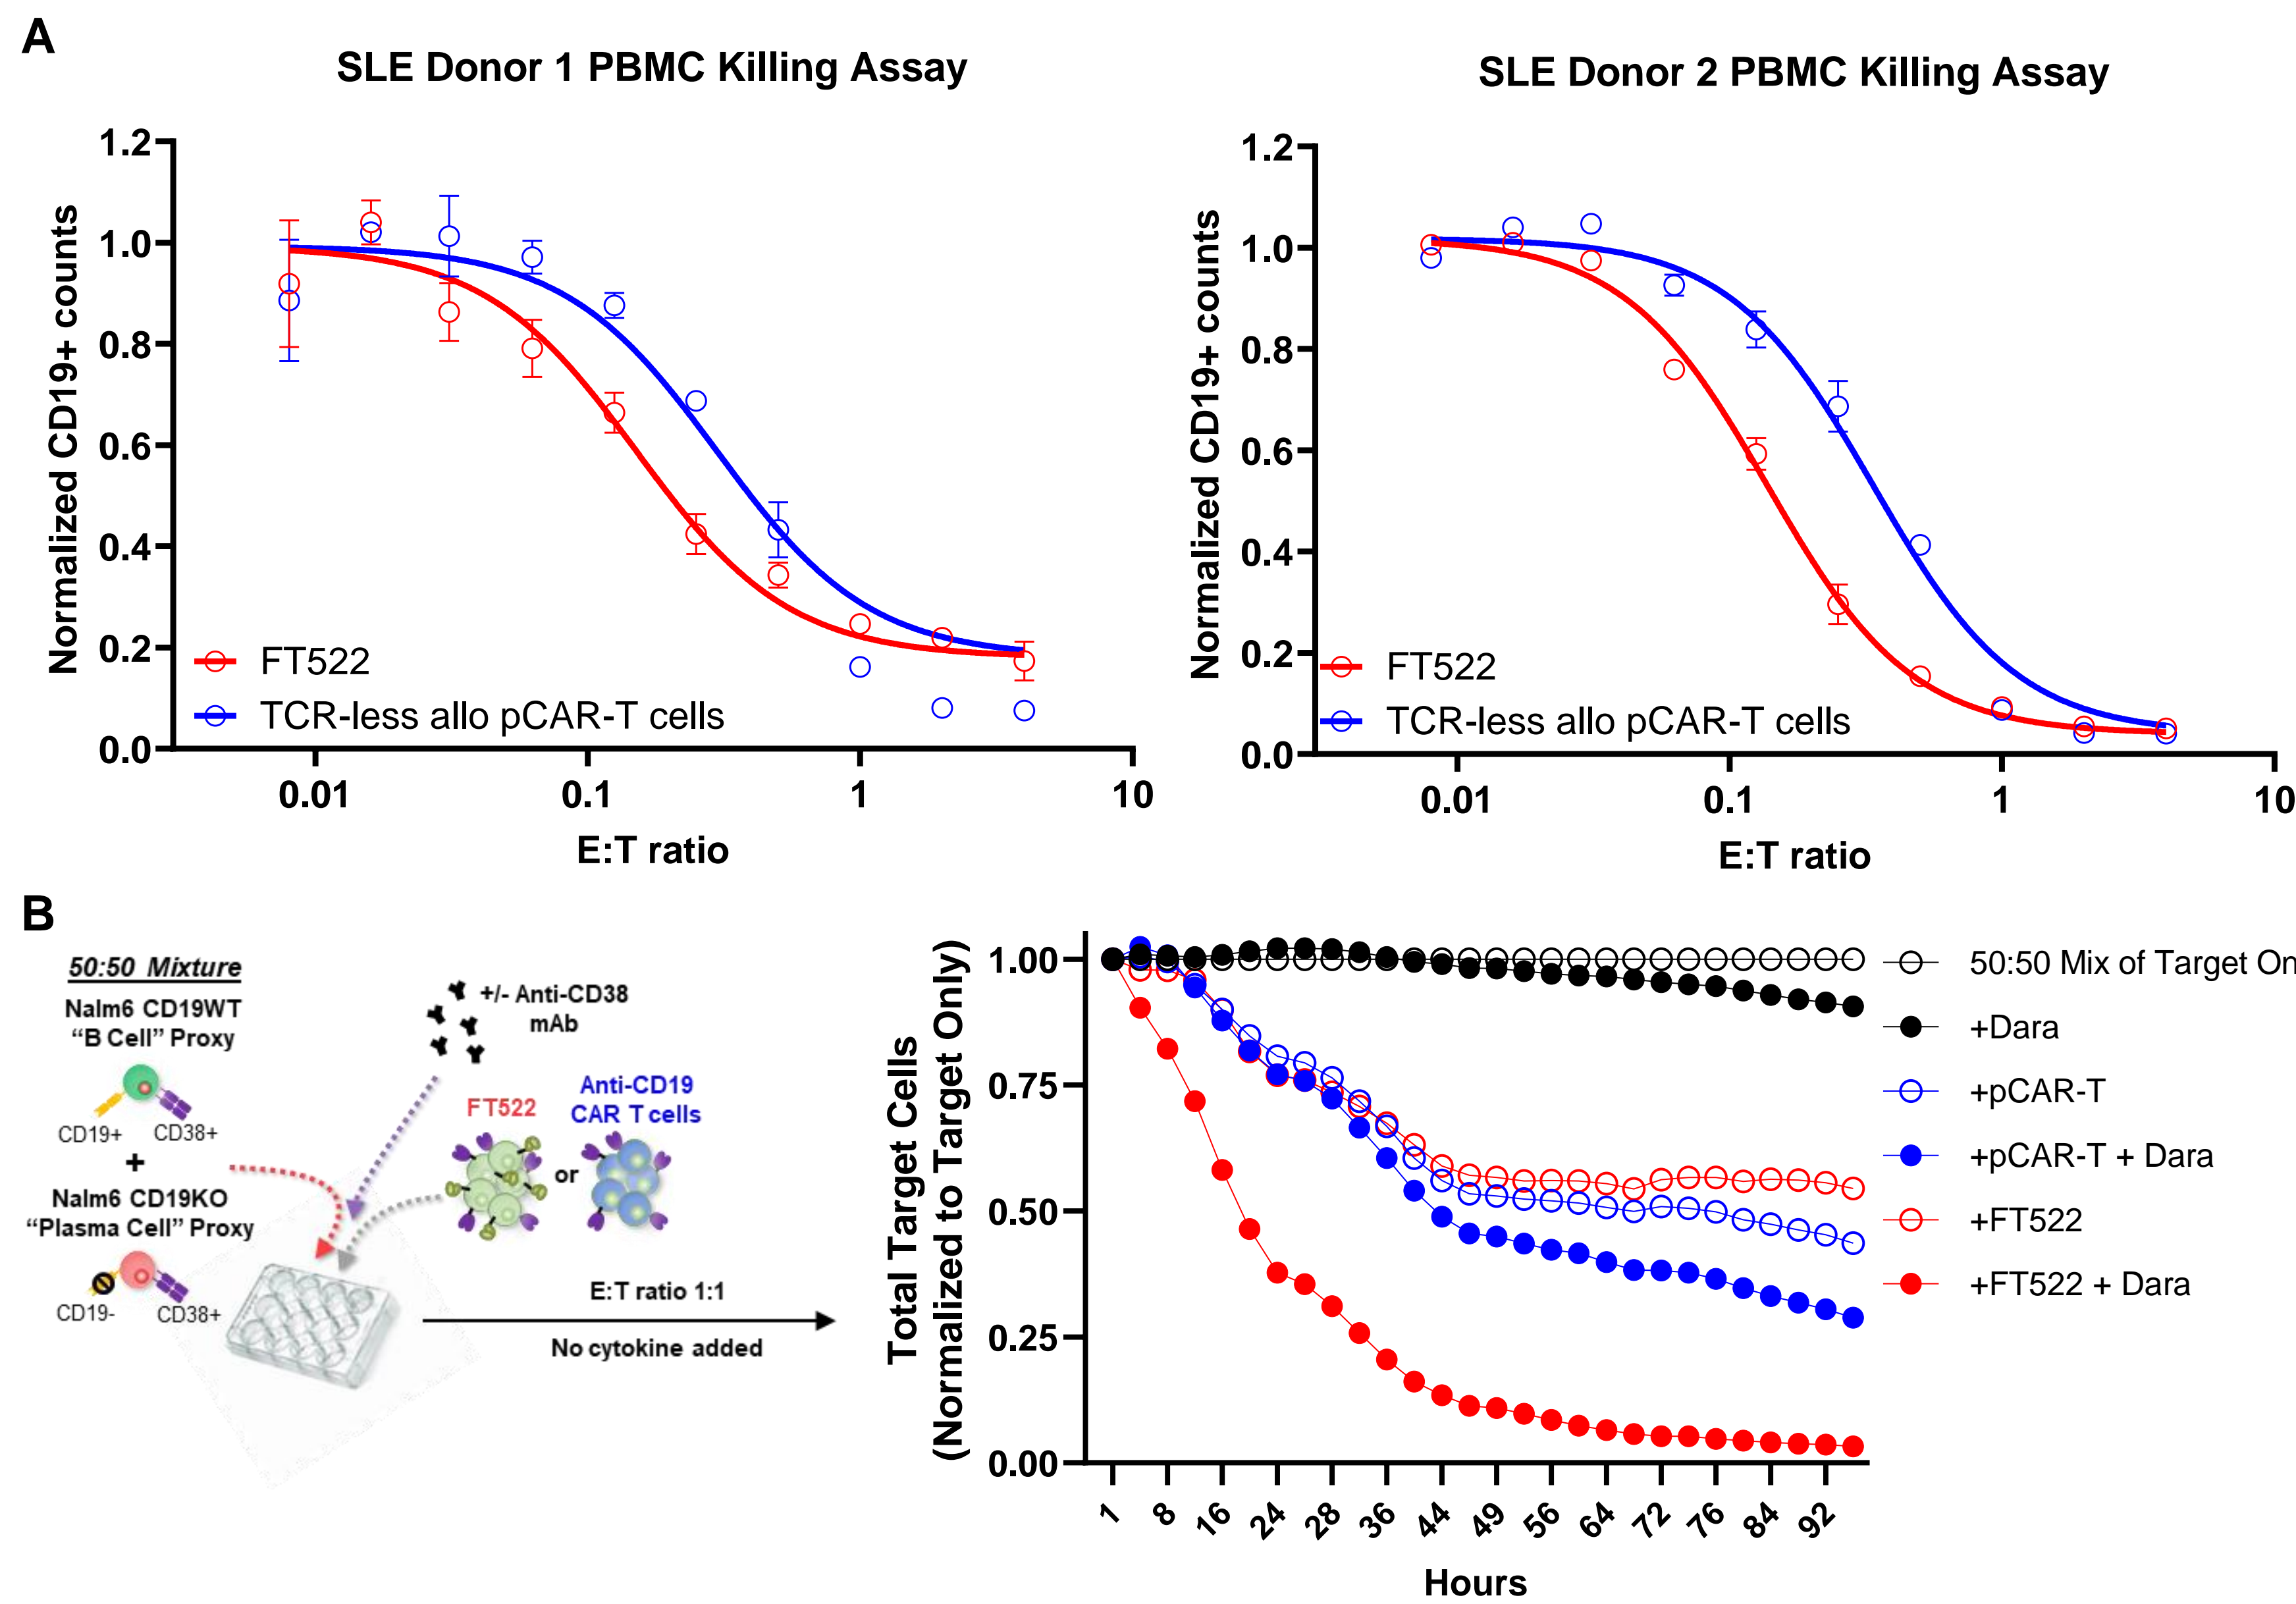 A
SLE Donor 1 PBMC Killing Assay
Normalized CD19+ counts
1.2
1.0
0.8
0.6
0.4
0.2
0.0
FT522
TCR-less allo pCAR-T cells
0.01
0.1
1
10
E:T ratio
SLE Donor 2 PBMC Killing Assay
Normalized CD19+ counts
1.2
1.0
0.8
0.6
0.4
0.2
0.0
FT522
TCR-less allo pCAR-T cells
0.01
0.1
1
10
E:T ratio
B
50:50 Mixture
Nalm6 CD19WT
“B Cell” Proxy
CD19+
CD38+
+
Nalm6 CD19KO
“Plasma Cell” Proxy
CD19-
CD38+
+/- Anti-CD38
mAb
FT522
or
Anti-CD19
CAR T cells
E:T ratio 1:1
No cytokine added
Total Target Cells
(Normalized to Target Only)
1.00
0.75
0.50
0.25
0.00
1
8
16
24
28
36
44
49
56
64
72
76
84
92
Hours
50:50 Mix of Target On
+Dara
+pCAR-T
+pCAR-T + Dara
+FT522
+FT522 + Dara